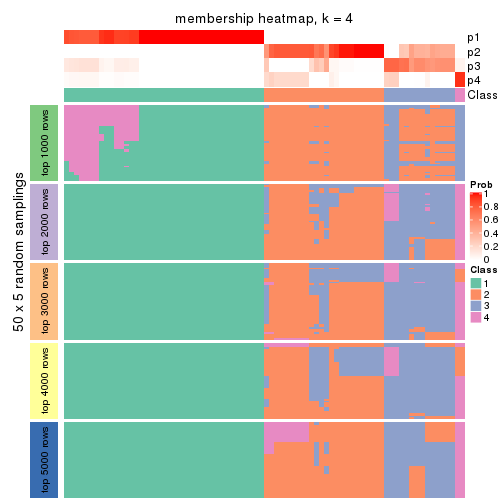 membership heatmap, k = 4
p1
p2
p3
p4
Class
50 x 5 random samplings
top 1000 rows
top 2000 rows
top 3000 rows
top 4000 rows
top 5000 rows
Prob
1
0.8
0.6
0.4
0.2
0
Class
1
2
3
4